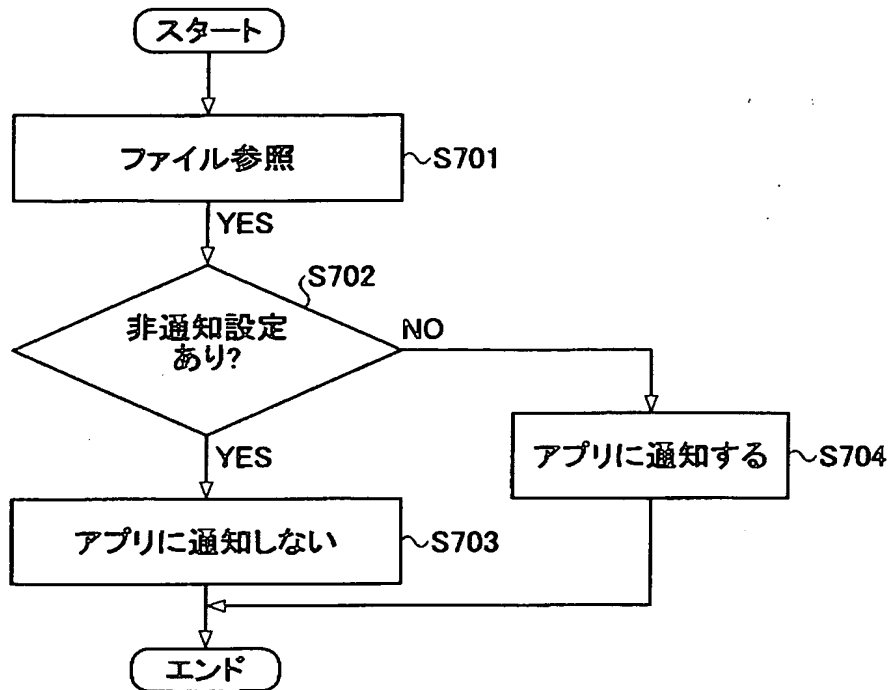 スタート
ファイル参照
S701
YES
S702
非通知設定
あり?
NO
YES
アプリに通知する
S704
アプリに通知しない
S703
エンド